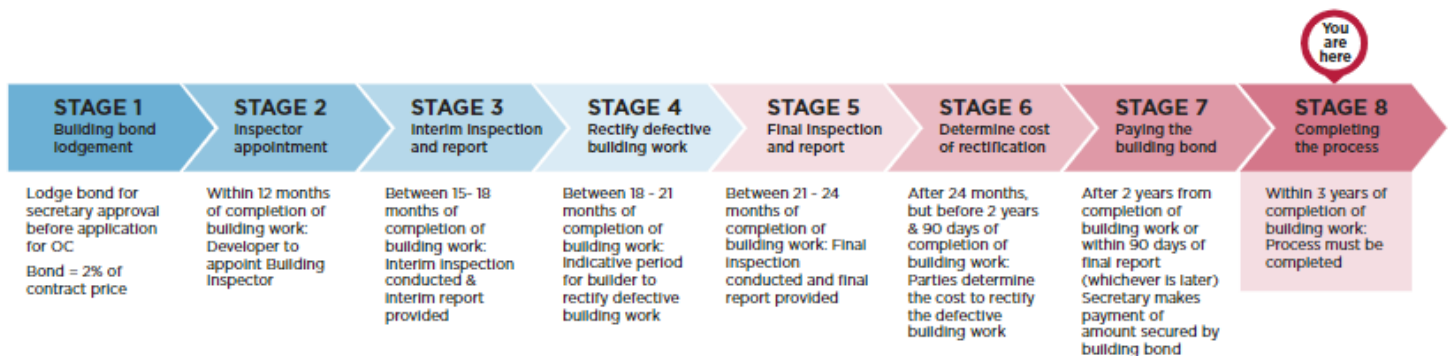 You
are
here
STAGE 1
Building bond
lodgement
STAGE 2
Inspector
appointment
STAGE 3
Interim inspection
and report
STAGE 4
Rectify defective
building work
STAGE 5
Final inspection
and report
STAGE 6
Determine cost
of rectification
STAGE 7
Paying the
building bond
STAGE 8
Completing
the process
Lodge bond for
secretary approval
before application
for OC
Bond = 2% of
contract price
Within 12 months
of completion of
building work:
Developer to
appoint Building
Inspector
Between 15- 18
months of
completion of
building work:
Interim inspection
conducted &
interim report
provided
Between 18 - 21
months of
completion of
building work:
Indicative period
for builder to
rectify defective
building work
Between 21 - 24
months of
completion of
building work: Final
inspection
conducted and final
report provided
After 24 months,
but before 2 years
& 90 days of
completion of
building work:
Parties determine
the cost to rectify
the defective
building work
After 2 years from
completion of
building work or
within 90 days of
final report
(whichever is later)
Secretary makes
payment of
amount secured by
building bond
Within 3 years of
completion of
building work:
Process must be
completed